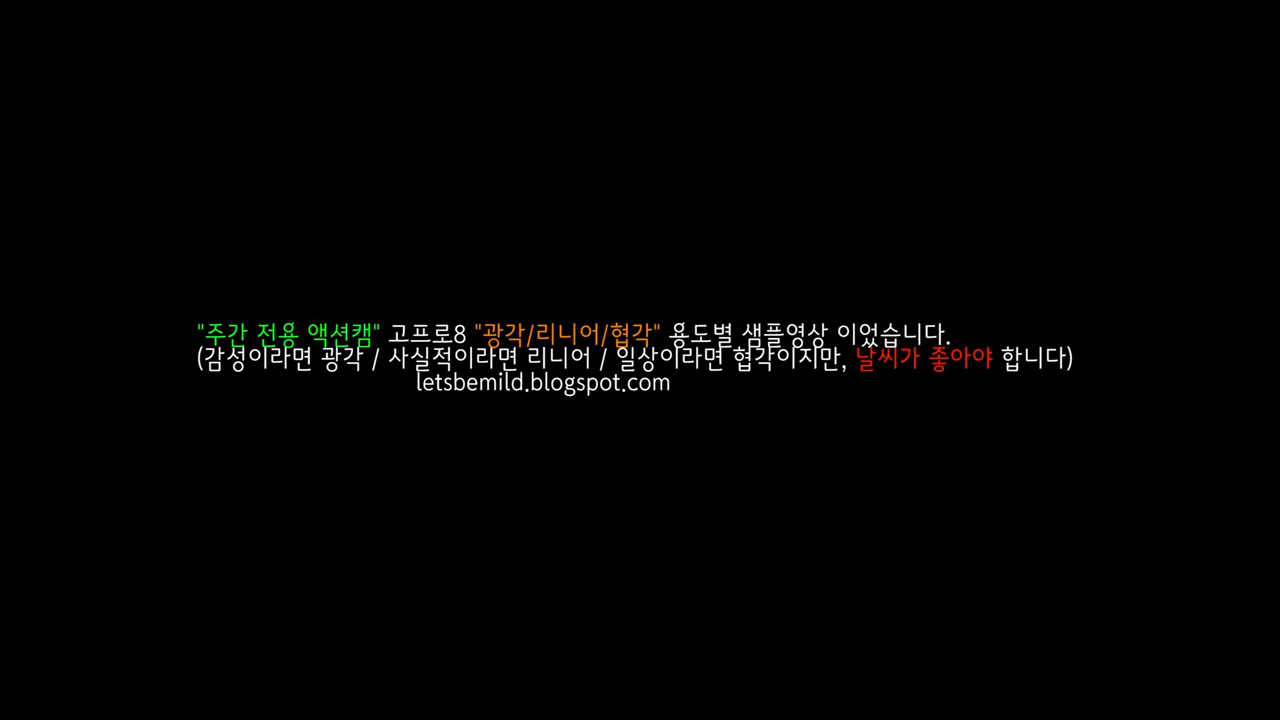 "주간 전용 액션캠" 고프로8 "광각/리니어/협각" 용도별 샘플영상 이었습니다.
(감성이라면 광각 / 사실적이라면 리니어 / 일상이라면 협각이지만, 날씨가 좋아야 합니다)
letsbemild.blogspot.com